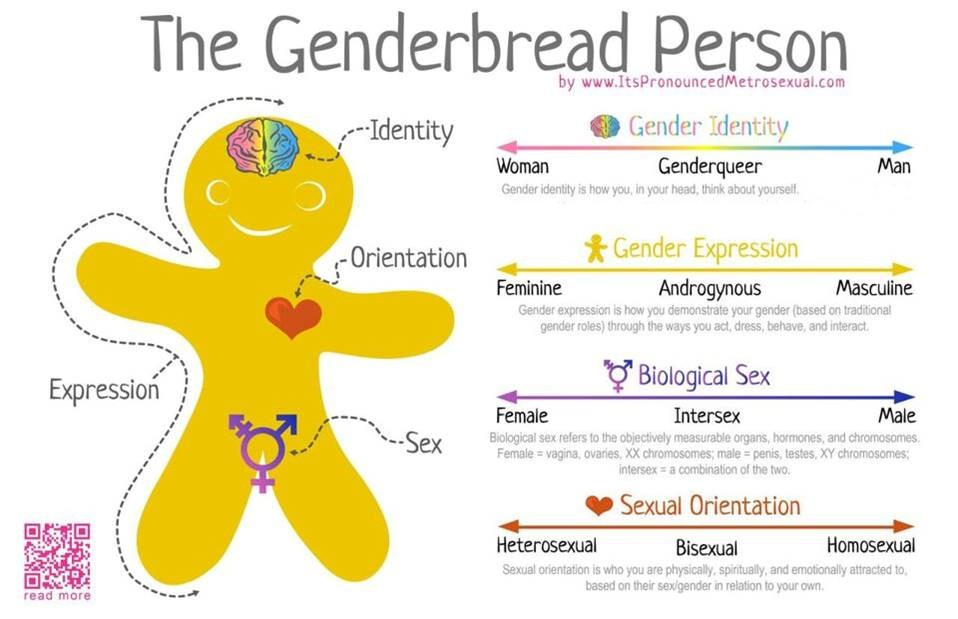 The Genderbread Person
by www.ItsPronouncedMetrosexual.com
Identity
Orientation
Expression
Sex
read more
Gender Identity
Woman Genderqueer Man
Gender identity is how you, in your head, think about yourself.
Gender Expression
Feminine Androgynous Masculine
Gender expression is how you demonstrate your gender (based on traditional
gender roles) through the ways you act, dress, behave, and interact.
Biological Sex
Female Intersex Male
Biological sex refers to the objectively measurable organs, hormones, and chromosomes.
Female = vagina, ovaries, XX chromosomes; male = penis, testes, XY chromosomes;
intersex = a combination of the two.
Sexual Orientation
Heterosexual Bisexual Homosexual
Sexual orientation is who you are physically, spiritually, and emotionally attracted to,
based on their sex/gender in relation to your own.